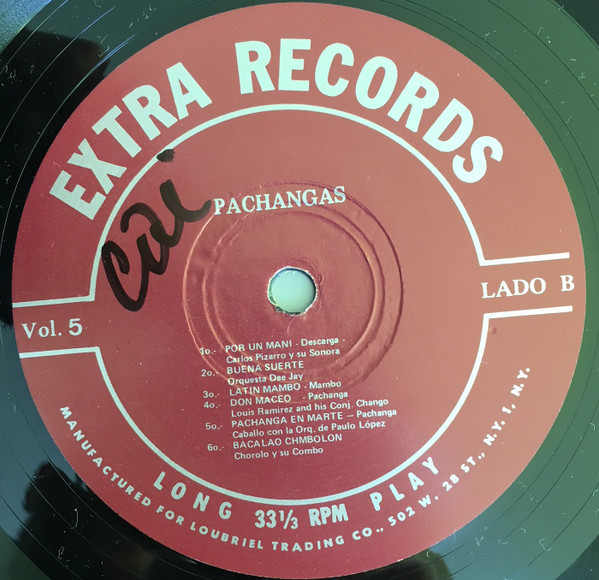 EXTRA RECORDS
Cali
PACHANGAS
Vol. 5
LADO B
1o.- POR UN MANI - Descarga -
Carlos Pizarro y su Sonora
2o.- BUENA SUERTE
Orquesta Dee Jay
3o.- LATIN MAMBO - Mambo
4o.- DON MACEO - Pachanga
Louis Ramirez and his Conj. Chango
5o.- PACHANGA EN MARTE — Pachanga
Caballo con la Orq. de Paulo López
6o.- BACALAO CHMBOLON
Chorolo y su Combo
LONG 33 1/3 RPM PLAY
MANUFACTURED FOR LOUBRIEL TRADING CO., 502 W. 28 ST., N.Y. 1, N.Y.